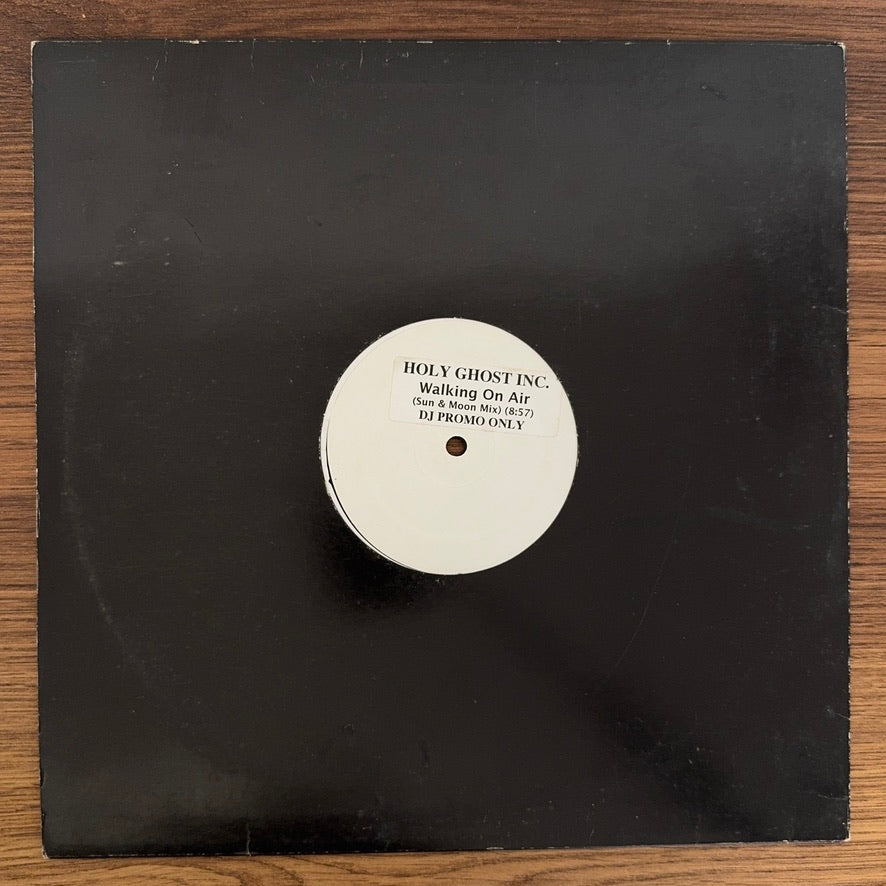 HOLY GHOST INC.
Walking On Air
(Sun & Moon Mix) (8:57)
DJ PROMO ONLY